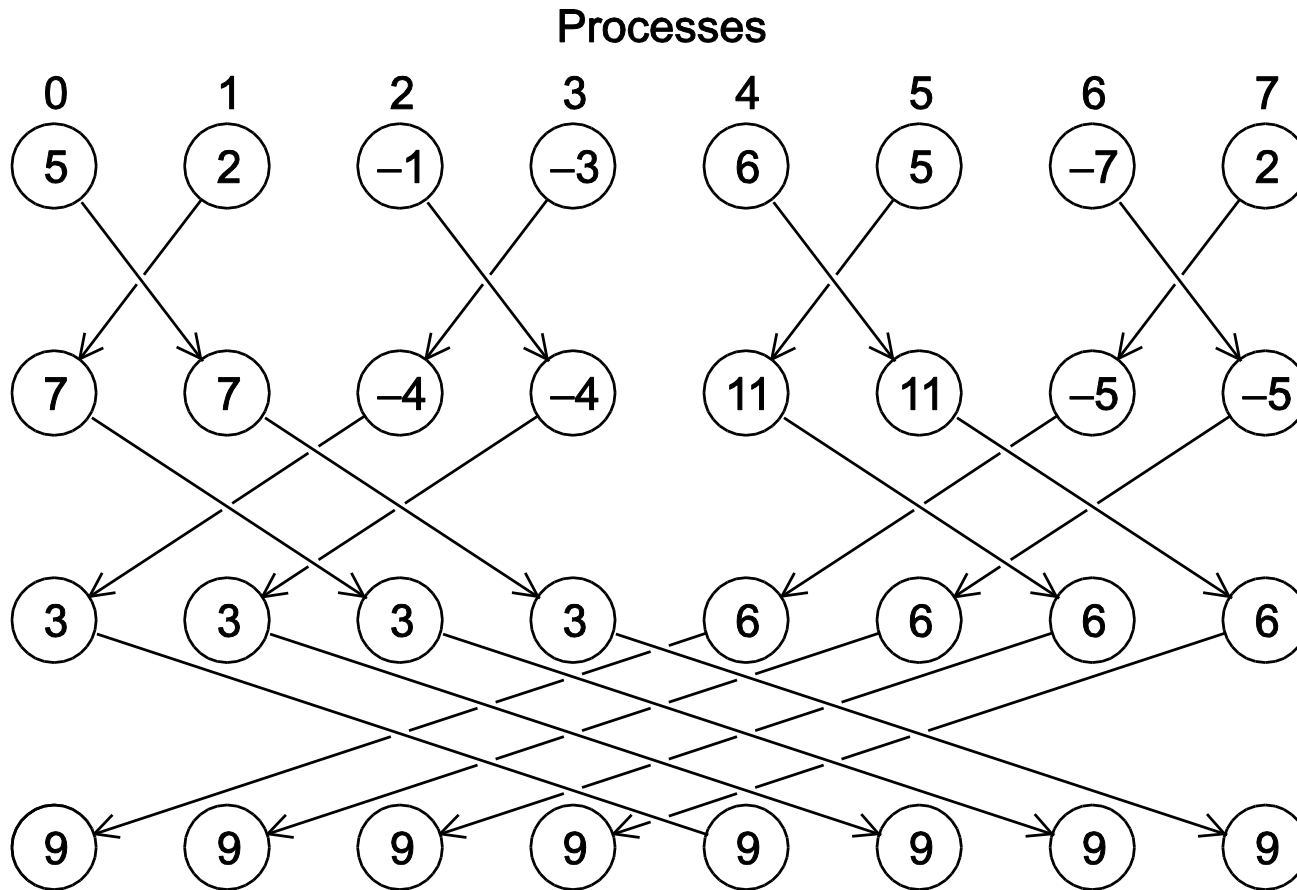 Processes
0 1 2 3 4 5 6 7
5 2 –1 –3 6 5 –7 2
7 7 –4 –4 11 11 –5 –5
3 3 3 3 6 6 6 6
9 9 9 9 9 9 9 9